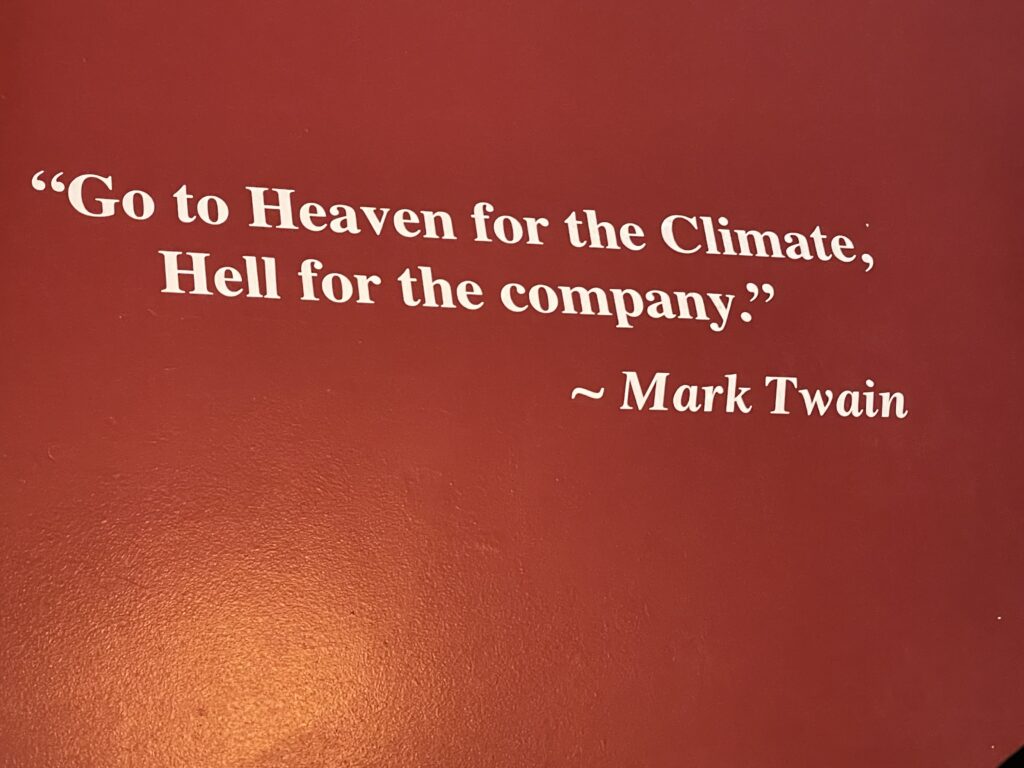 “Go to Heaven for the Climate,
Hell for the company.”
~ Mark Twain